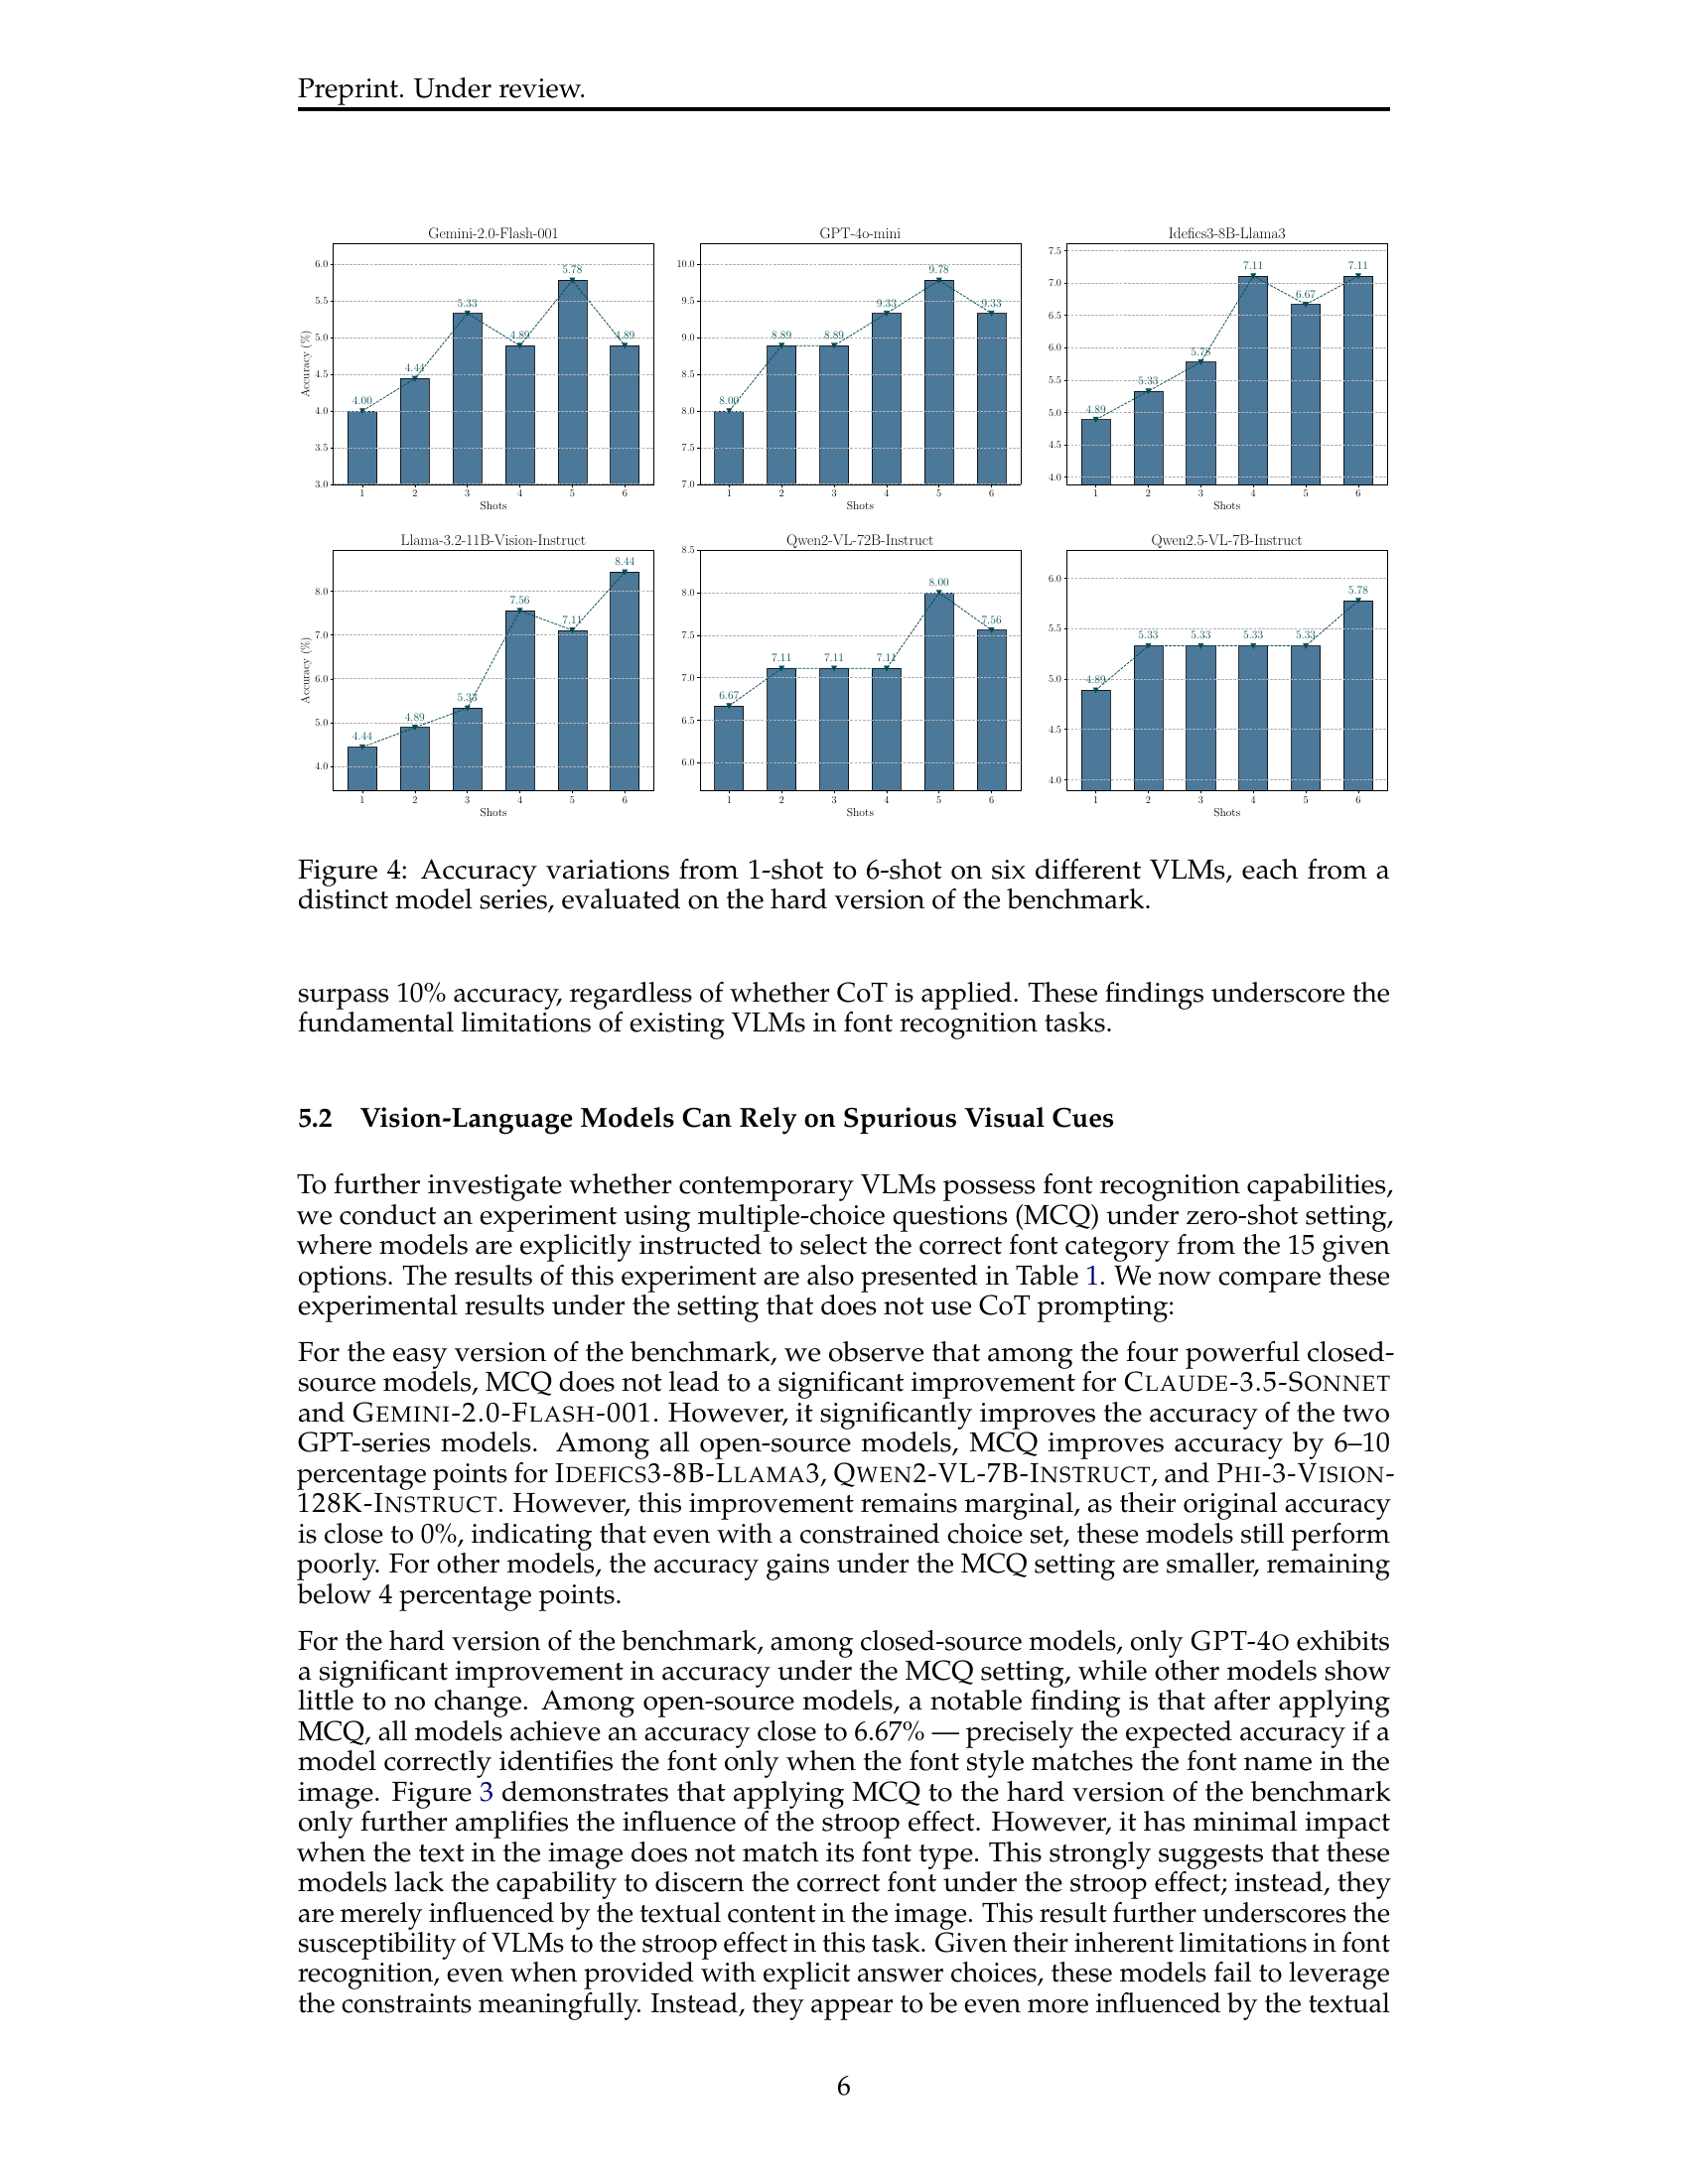 Preprint. Under review.
Gemini-2.0-Flash-001
Accuracy (%)
6.0
5.5
5.0
4.5
4.0
3.5
3.0
4.00
4.44
5.33
4.89
5.78
4.89
1 2 3 4 5 6
Shots
GPT-4o-mini
10.0
9.5
9.0
8.5
8.0
7.5
7.0
8.00
8.89
8.89
9.33
9.78
9.33
1 2 3 4 5 6
Shots
Idefics3-8B-Llama3
7.5
7.0
6.5
6.0
5.5
5.0
4.5
4.0
4.89
5.33
5.78
7.11
6.67
7.11
1 2 3 4 5 6
Shots
Llama-3.2-11B-Vision-Instruct
Accuracy (%)
8.0
7.0
6.0
5.0
4.0
4.44
4.89
5.33
7.56
7.11
8.44
1 2 3 4 5 6
Shots
Qwen2-VL-72B-Instruct
8.5
8.0
7.5
7.0
6.5
6.0
6.67
7.11
7.11
7.11
8.00
7.56
1 2 3 4 5 6
Shots
Qwen2.5-VL-7B-Instruct
6.0
5.5
5.0
4.5
4.0
4.89
5.33
5.33
5.33
5.33
5.78
1 2 3 4 5 6
Shots
Figure 4: Accuracy variations from 1-shot to 6-shot on six different VLMs, each from a
distinct model series, evaluated on the hard version of the benchmark.
surpass 10% accuracy, regardless of whether CoT is applied. These findings underscore the
fundamental limitations of existing VLMs in font recognition tasks.
5.2 Vision-Language Models Can Rely on Spurious Visual Cues
To further investigate whether contemporary VLMs possess font recognition capabilities,
we conduct an experiment using multiple-choice questions (MCQ) under zero-shot setting,
where models are explicitly instructed to select the correct font category from the 15 given
options. The results of this experiment are also presented in Table 1. We now compare these
experimental results under the setting that does not use CoT prompting:
For the easy version of the benchmark, we observe that among the four powerful closed-
source models, MCQ does not lead to a significant improvement for CLAUDE-3.5-SONNET
and GEMINI-2.0-FLASH-001. However, it significantly improves the accuracy of the two
GPT-series models. Among all open-source models, MCQ improves accuracy by 6–10
percentage points for IDEFICS3-8B-LLAMA3, QWEN2-VL-7B-INSTRUCT, and PHI-3-VISION-
128K-INSTRUCT. However, this improvement remains marginal, as their original accuracy
is close to 0%, indicating that even with a constrained choice set, these models still perform
poorly. For other models, the accuracy gains under the MCQ setting are smaller, remaining
below 4 percentage points.
For the hard version of the benchmark, among closed-source models, only GPT-4O exhibits
a significant improvement in accuracy under the MCQ setting, while other models show
little to no change. Among open-source models, a notable finding is that after applying
MCQ, all models achieve an accuracy close to 6.67% — precisely the expected accuracy if a
model correctly identifies the font only when the font style matches the font name in the
image. Figure 3 demonstrates that applying MCQ to the hard version of the benchmark
only further amplifies the influence of the stroop effect. However, it has minimal impact
when the text in the image does not match its font type. This strongly suggests that these
models lack the capability to discern the correct font under the stroop effect; instead, they
are merely influenced by the textual content in the image. This result further underscores the
susceptibility of VLMs to the stroop effect in this task. Given their inherent limitations in font
recognition, even when provided with explicit answer choices, these models fail to leverage
the constraints meaningfully. Instead, they appear to be even more influenced by the textual
6